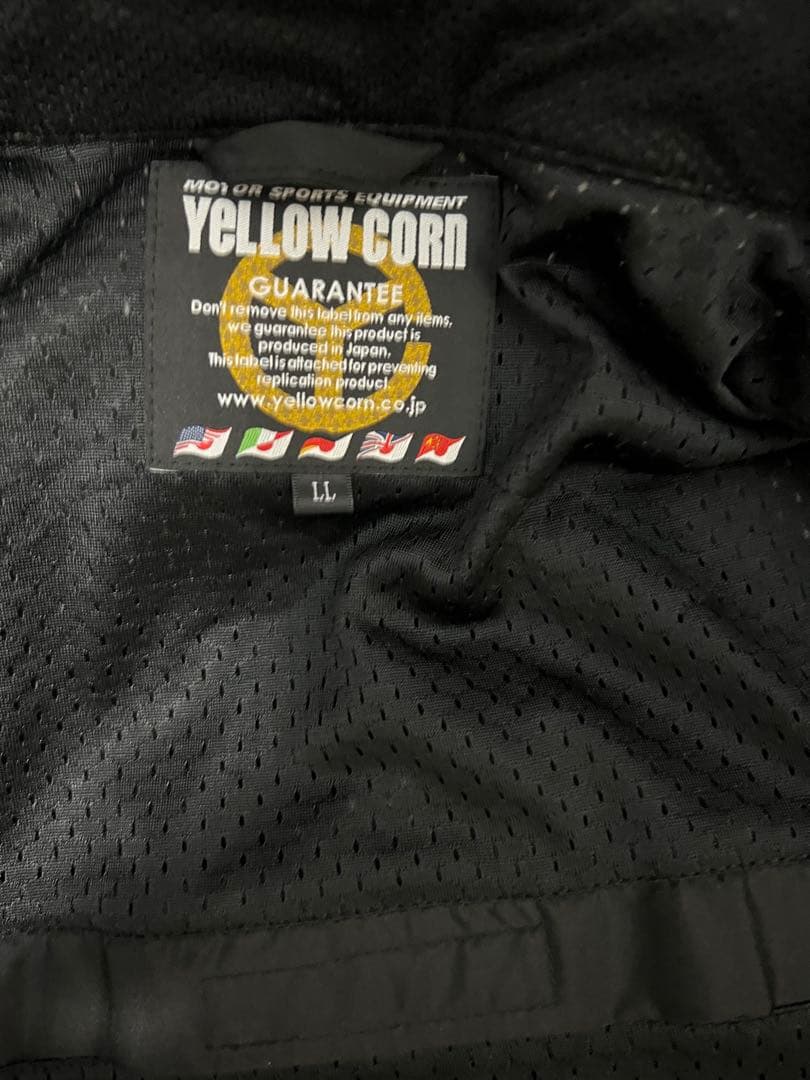 MOTOR SPORTS EQUIPMENT
YELLOW CORN
GUARANTEE
Don't remove this label from any items,
we guarantee this product is
produced in Japan.
This label is attached for preventing
replication product.
www.yellowcorn.co.jp
LL